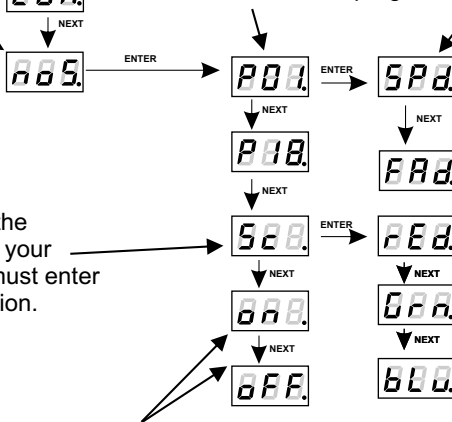 NEXT
noS.
ENTER
P01.
ENTER
SPd.
NEXT
NEXT
P18.
FAd.
NEXT
the
your
must enter
ion.
Sc.
ENTER
rEd.
NEXT
NEXT
on.
Grn.
NEXT
NEXT
oFF.
bLu.